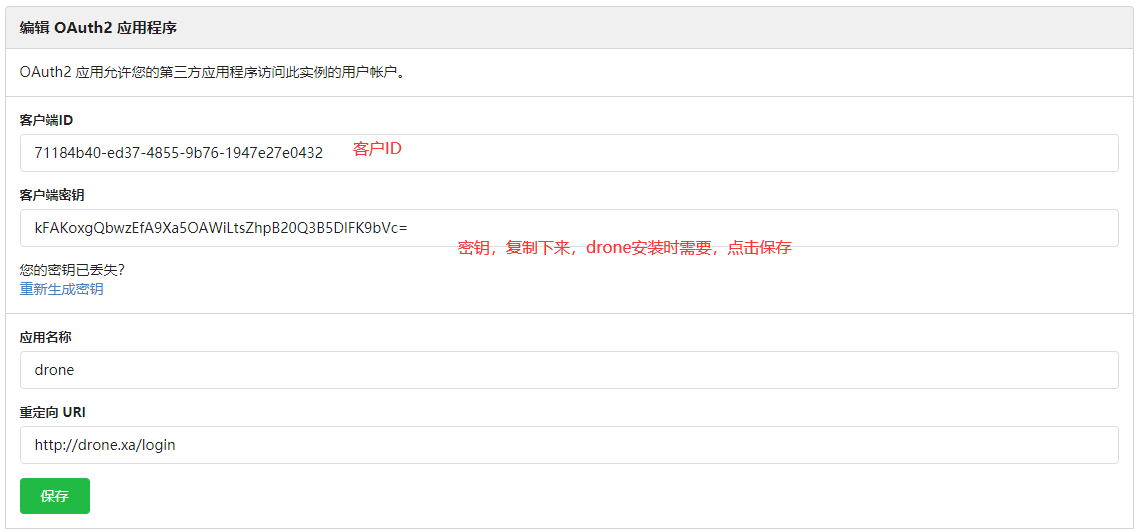 编辑 OAuth2 应用程序
OAuth2 应用允许您的第三方应用程序访问此实例的用户帐户。
客户端ID
71184b40-ed37-4855-9b76-1947e27e0432 客户ID
客户端密钥
kFAKoxgQbwzEfA9Xa5OAWiLtsZhpB20Q3B5DIFK9bVc=
密钥，复制下来，drone安装时需要，点击保存
您的密钥已丢失？
重新生成密钥
应用名称
drone
重定向 URI
http://drone.xa/login
保存